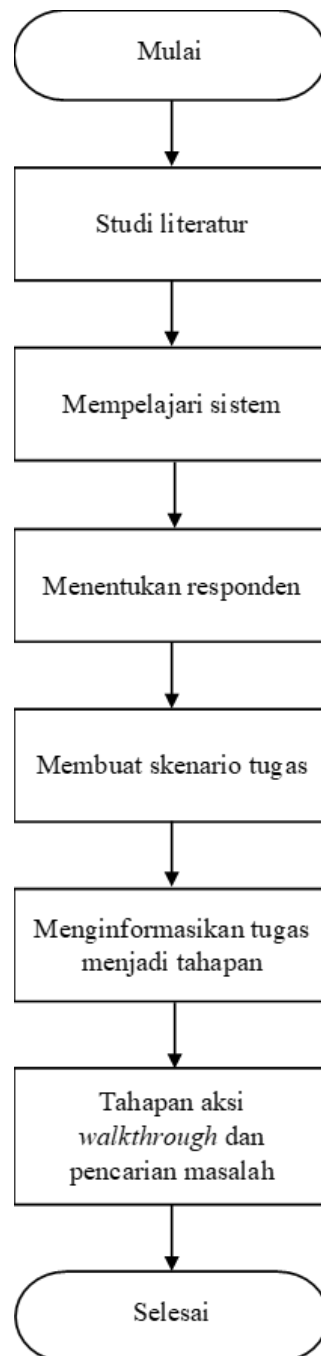 Mulai
Studi literatur
Mempelajari sistem
Menentukan responden
Membuat skenario tugas
Menginformasikan tugas
menjadi tahapan
Tahapan aksi
walkthrough dan
pencarian masalah
Selesai